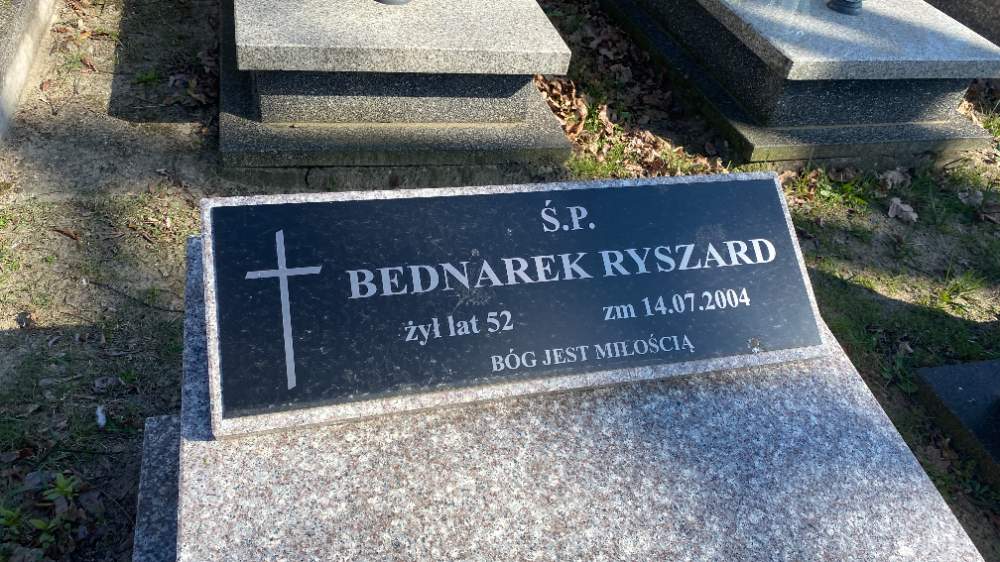 Ś.P.
BEDNAREK RYSZARD
żył lat 52 zm 14.07.2004
BÓG JEST MIŁOŚCIĄ